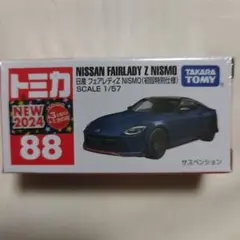 トミカ
NEW
2024
88
NISSAN FAIRLADY Z NISMO
日産 フェアレディZ NISMO(初回特別仕様)
SCALE 1/57
TAKARA
TOMY
サスペンション